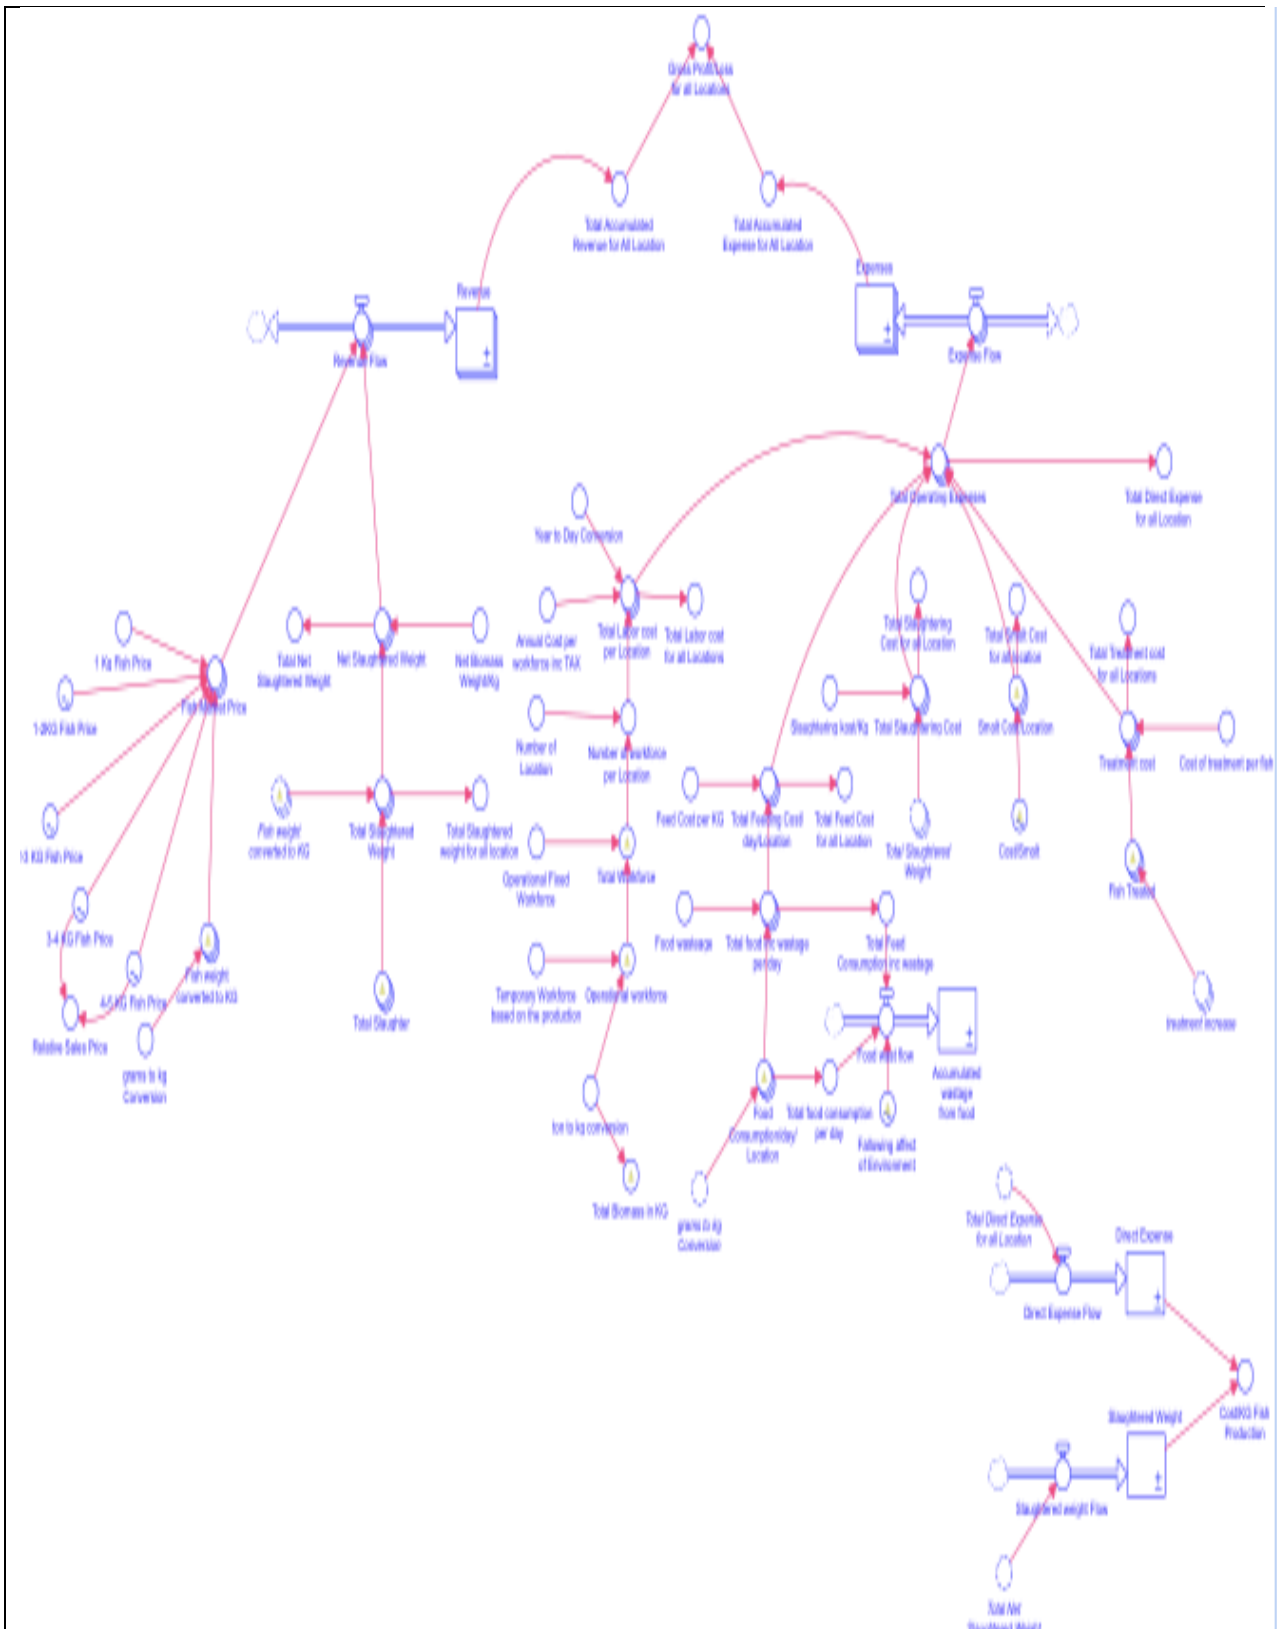 Gross Profit/Loss
for all Locations
Total Accumulated
Revenue for All Location
Total Accumulated
Expense for All Location
Revenue
Expenses
Revenue Flow
Expense Flow
Total Operating Expenses
Total Direct Expense
for all Location
Year to Day Conversion
Annual Cost per
workforce inc TAX
Total Labor cost
per Location
Total Labor cost
for all Locations
Total Slaughtering
Cost for all Location
Total Smolt Cost
for all location
Total Treatment cost
for all Locations
1 Kg Fish Price
Total Net
Slaughtered Weight
Net Slaughtered Weight
Net Biomass
Weight/Kg
Fish Market Price
1-2KG Fish Price
Number of
Location
Number of workforce
per Location
Slaughtering kost/Kg
Total Slaughtering Cost
Smolt Cost/Location
Treatment cost
Cost of treatment per fish
Fish weight
converted to KG
Total Slaughtered
Weight
Total Slaughtered
weight for all location
Feed Cost per KG
Total Feeding Cost/
day/Location
Total Feed Cost
for all Location
Total Slaughtered
Weight
Cost/Smolt
KG Fish Price
Operational Fixed
Workforce
Total Workforce
Fish Treated
3-4 KG Fish Price
Food wasteage
Total food inc wastage
per day
Total Feed
Consumption inc wastage
4-5 KG Fish Price
Fish weight
converted to KG
Temporary Workforce
based on the production
Operational workforce
Total Slaughter
treatment increase
Relative Sales Price
grams to kg
Conversion
Food wast flow
Accumulated
wastage
from food
ton to kg conversion
Food
Consumption/day/
Location
Total food consumption
per day
Following affect
of Environment
Total Biomass in KG
grams to kg
Conversion
Total Direct Expense
for all Location
Direct Expense
Direct Expense Flow
Slaughtered Weight
Cost/KG Fish
Production
Slaughtered weight Flow
Total Net
Slaughtered Weight